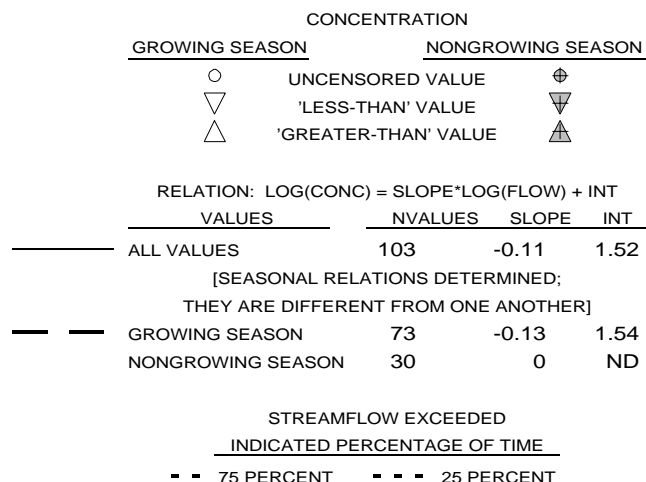 CONCENTRATION
GROWING SEASON NONGROWING SEASON
UNCENSORED VALUE
'LESS-THAN' VALUE
'GREATER-THAN' VALUE
RELATION: LOG(CONC) = SLOPE*LOG(FLOW) + INT
VALUES NVALUES SLOPE INT
ALL VALUES 103 -0.11 1.52
[SEASONAL RELATIONS DETERMINED;
THEY ARE DIFFERENT FROM ONE ANOTHER]
GROWING SEASON 73 -0.13 1.54
NONGROWING SEASON 30 0 ND
STREAMFLOW EXCEEDED
INDICATED PERCENTAGE OF TIME
75 PERCENT 25 PERCENT